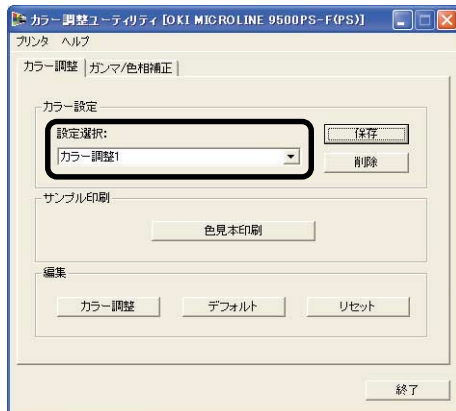 カラー調整ユーティリティ [OKI MICROLINE 9500PS-F(PS)]
プリンタ ヘルプ
カラー調整 ガンマ/色相補正
カラー設定
設定選択:
保存
カラー調整1
削除
サンプル印刷
色見本印刷
編集
カラー調整 デフォルト リセット
終了